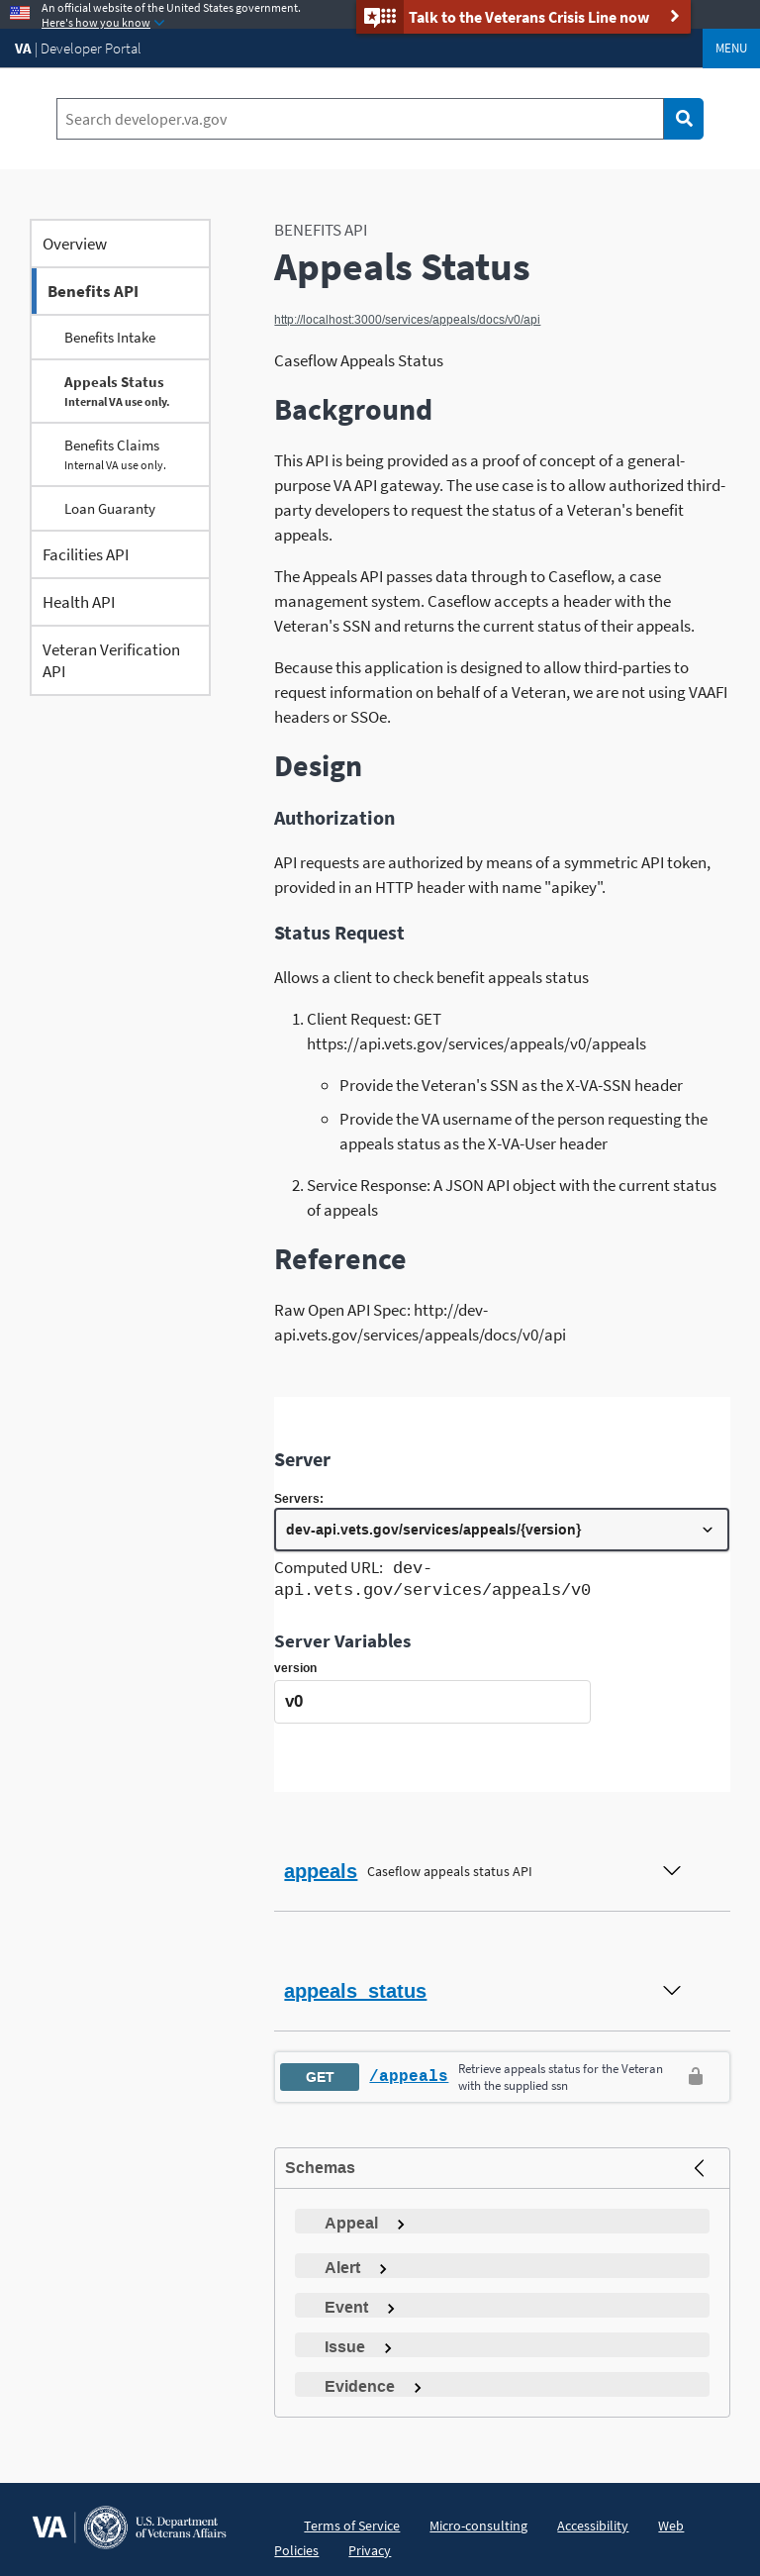 An official website of the United States government.
Here's how you know
Talk to the Veterans Crisis Line now
VA | Developer Portal
MENU
Search developer.va.gov
Overview
Benefits API
Benefits Intake
Appeals Status
Internal VA use only.
Benefits Claims
Internal VA use only.
Loan Guaranty
Facilities API
Health API
Veteran Verification
API
BENEFITS API
Appeals Status
http://localhost:3000/services/appeals/docs/v0/api
Caseflow Appeals Status
Background
This API is being provided as a proof of concept of a general-
purpose VA API gateway. The use case is to allow authorized third-
party developers to request the status of a Veteran's benefit
appeals.
The Appeals API passes data through to Caseflow, a case
management system. Caseflow accepts a header with the
Veteran's SSN and returns the current status of their appeals.
Because this application is designed to allow third-parties to
request information on behalf of a Veteran, we are not using VAAFI
headers or SSOe.
Design
Authorization
API requests are authorized by means of a symmetric API token,
provided in an HTTP header with name "apikey".
Status Request
Allows a client to check benefit appeals status
1. Client Request: GET
https://api.vets.gov/services/appeals/v0/appeals
Provide the Veteran's SSN as the X-VA-SSN header
Provide the VA username of the person requesting the
appeals status as the X-VA-User header
2. Service Response: A JSON API object with the current status
of appeals
Reference
Raw Open API Spec: http://dev-
api.vets.gov/services/appeals/docs/v0/api
Server
Servers:
dev-api.vets.gov/services/appeals/{version}
Computed URL: dev-
api.vets.gov/services/appeals/v0
Server Variables
version
v0
appeals Caseflow appeals status API
appeals_status
GET /appeals Retrieve appeals status for the Veteran
with the supplied ssn
Schemas
Appeal
Alert
Event
Issue
Evidence
VA
U.S. Department
of Veterans Affairs
Terms of Service Micro-consulting Accessibility Web
Policies Privacy